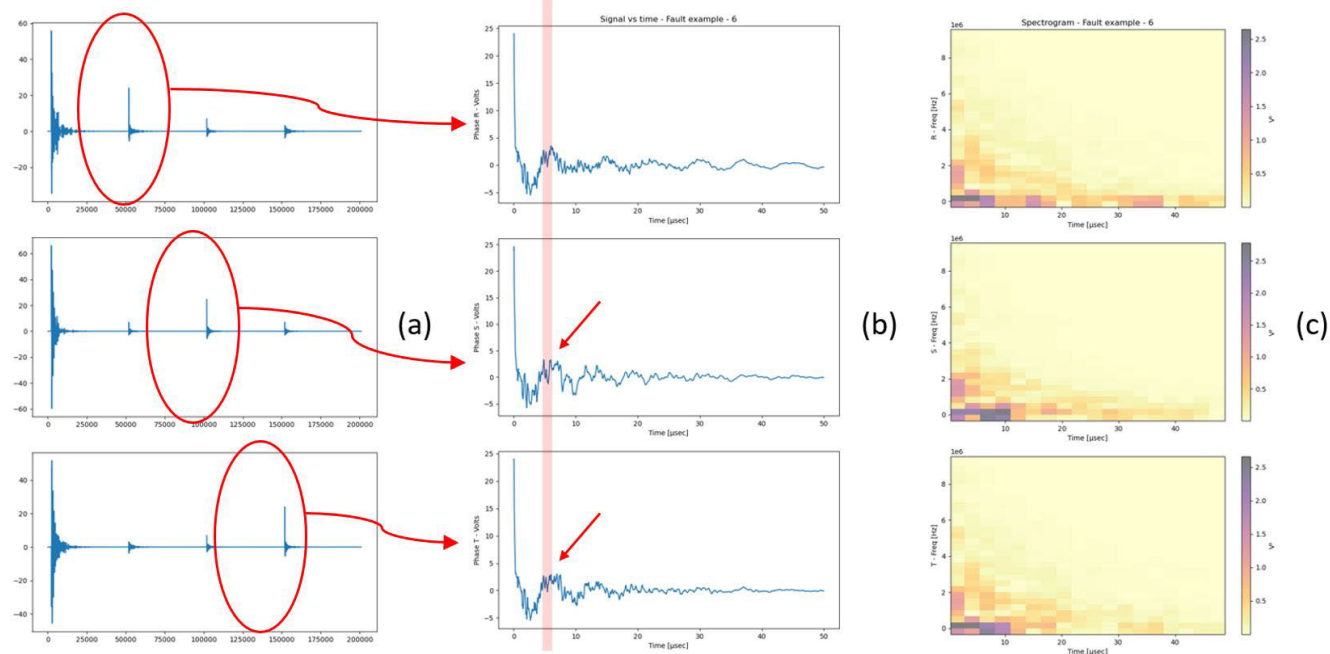 60
40
20
0
−20
0 25000 50000 75000 100000 125000 150000 175000 200000
Signal vs time - Fault example - 6
25
20
15
10
5
0
−5
Phase R - Volts
0 10 20 30 40 50
Time [μsec]
Spectrogram - Fault example - 6
1e6
8
6
4
2
0
R - Freq [Hz]
10 20 30 40
Time [μsec]
2.5
2.0
1.5
1.0
0.5
V
60
40
20
0
−20
−40
−60
0 25000 50000 75000 100000 125000 150000 175000 200000
(a)
25
20
15
10
5
0
−5
Phase S - Volts
0 10 20 30 40 50
Time [μsec]
(b)
1e6
8
6
4
2
0
S - Freq [Hz]
10 20 30 40
Time [μsec]
2.5
2.0
1.5
1.0
0.5
V
(c)
40
20
0
−20
−40
0 25000 50000 75000 100000 125000 150000 175000 200000
25
20
15
10
5
0
−5
Phase T - Volts
0 10 20 30 40 50
Time [μsec]
1e6
8
6
4
2
0
T - Freq [Hz]
10 20 30 40
Time [μsec]
2.5
2.0
1.5
1.0
0.5
V